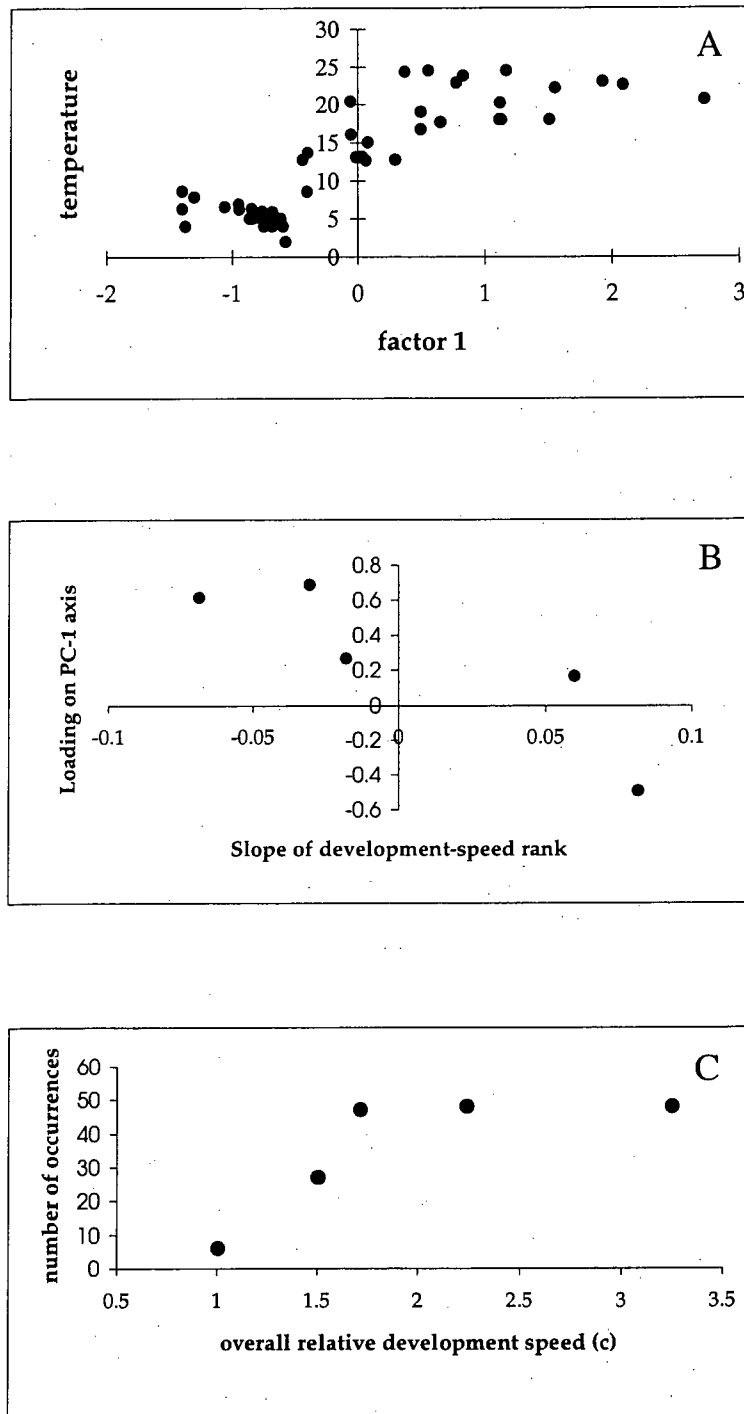 A
temperature
30
25
20
15
10
5
0
-2 -1 0 1 2 3
factor 1
B
Loading on PC-1 axis
0.8
0.6
0.4
0.2
0
-0.2
-0.4
-0.6
-0.1 -0.05 0 0.05 0.1
Slope of development-speed rank
C
number of occurrences
60
50
40
30
20
10
0
0.5 1 1.5 2 2.5 3 3.5
overall relative development speed (c)